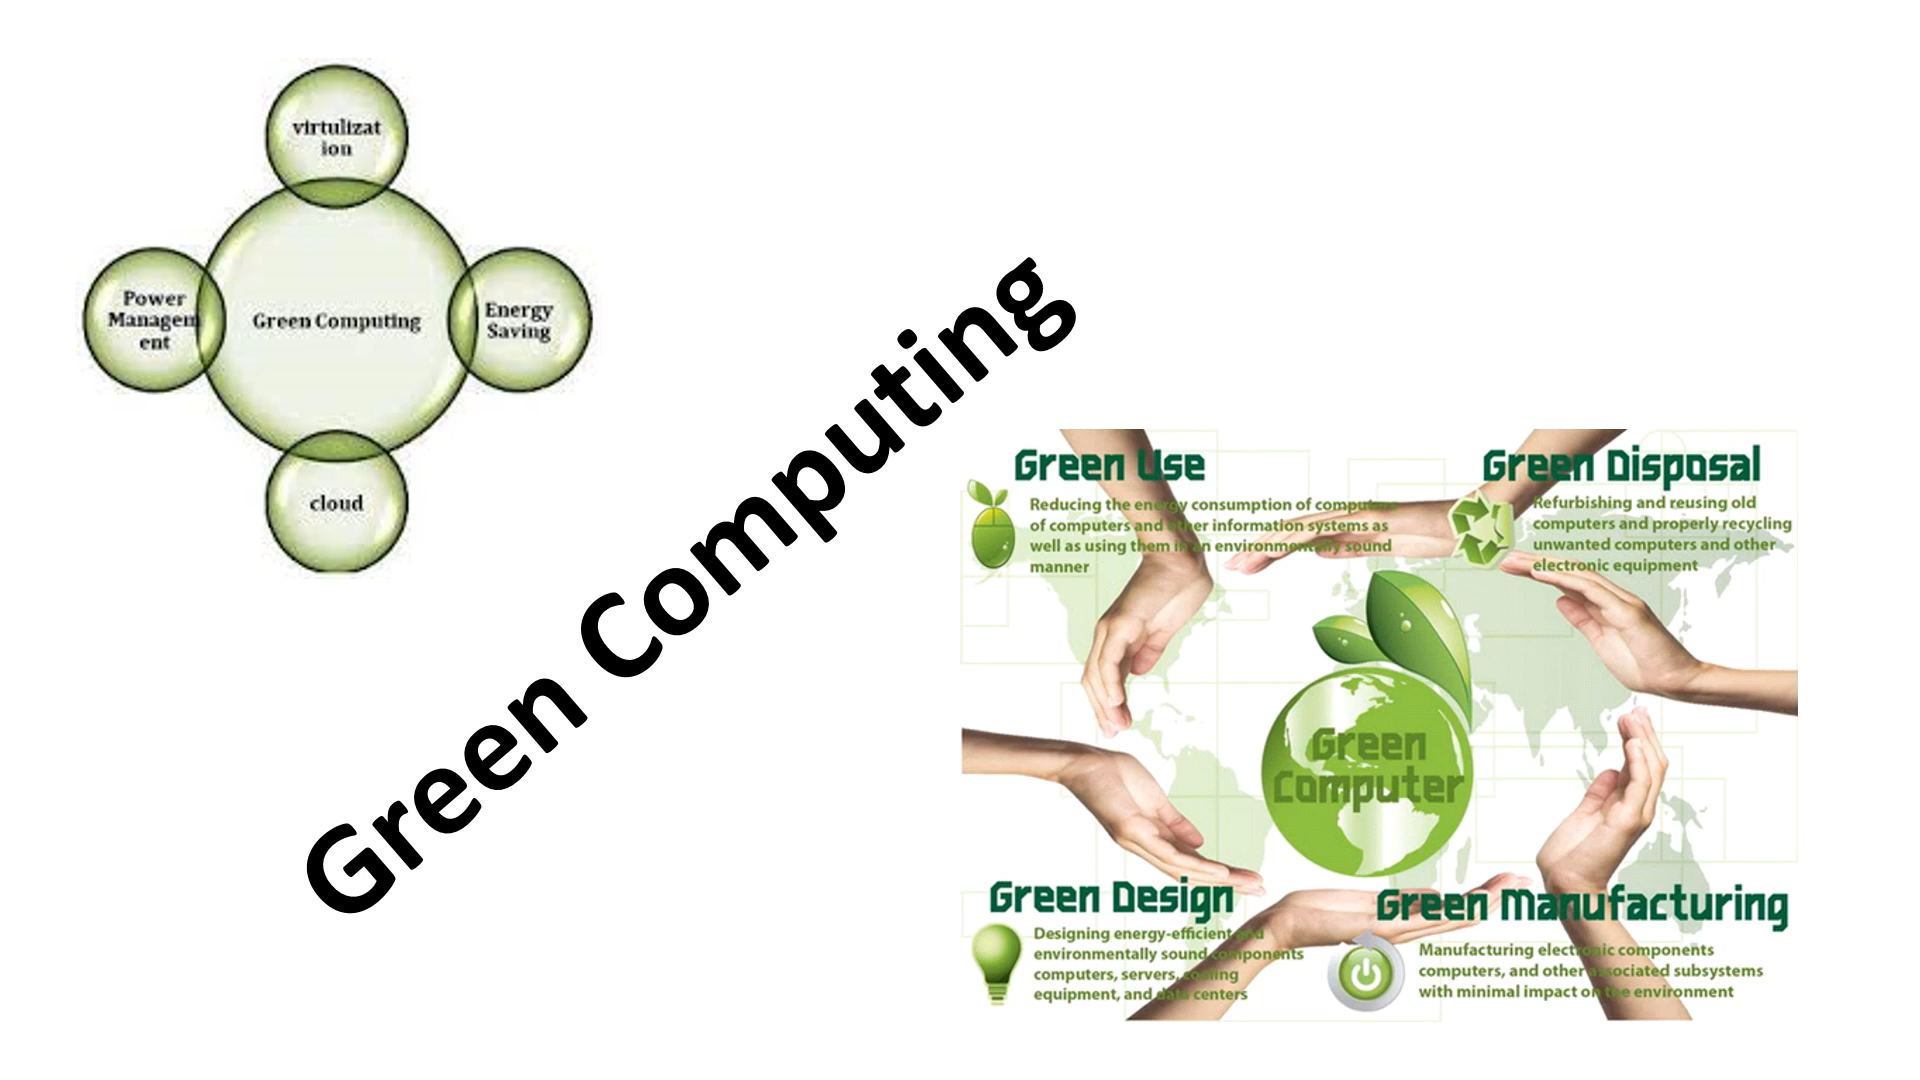 virtulizat
ion
Power
Managem
ent
Green Computing
Energy
Saving
cloud
Green Computing
Green Use
Reducing the energy consumption of computers
of computers and other information systems as
well as using them in an environmentally sound
manner
Green Disposal
Refurbishing and reusing old
computers and properly recycling
unwanted computers and other
electronic equipment
Green
Computer
Green Design
Designing energy-efficient and
environmentally sound components
computers, servers, cooling
equipment, and data centers
Green Manufacturing
Manufacturing electronic components
computers, and other associated subsystems
with minimal impact on the environment